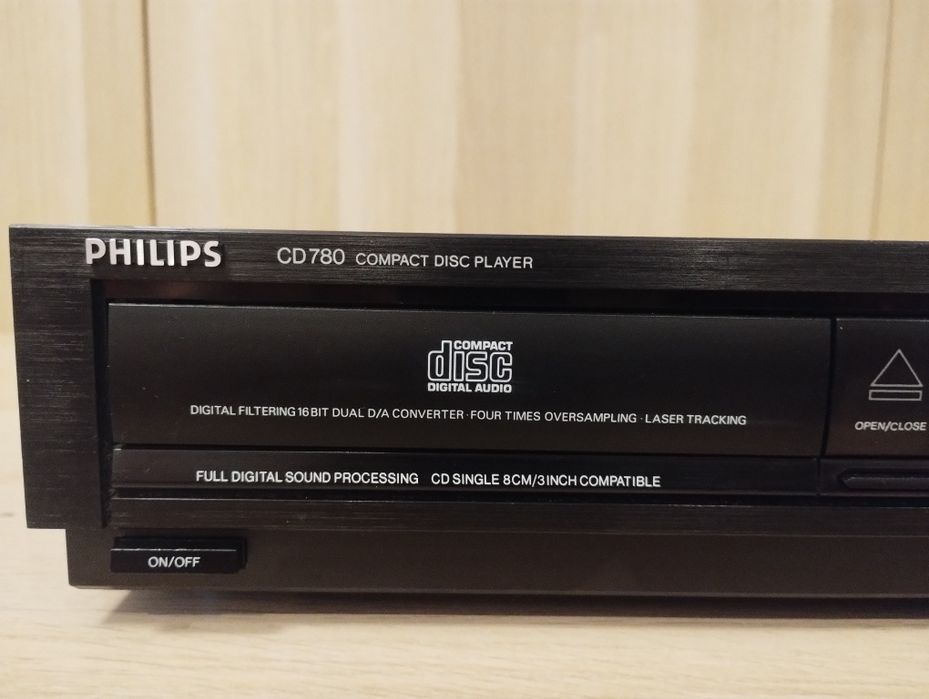 PHILIPS CD780 COMPACT DISC PLAYER
COMPACT
disc
DIGITAL AUDIO
DIGITAL FILTERING 16 BIT DUAL D/A CONVERTER · FOUR TIMES OVERSAMPLING · LASER TRACKING
OPEN/CLOSE
FULL DIGITAL SOUND PROCESSING CD SINGLE 8CM/3INCH COMPATIBLE
ON/OFF